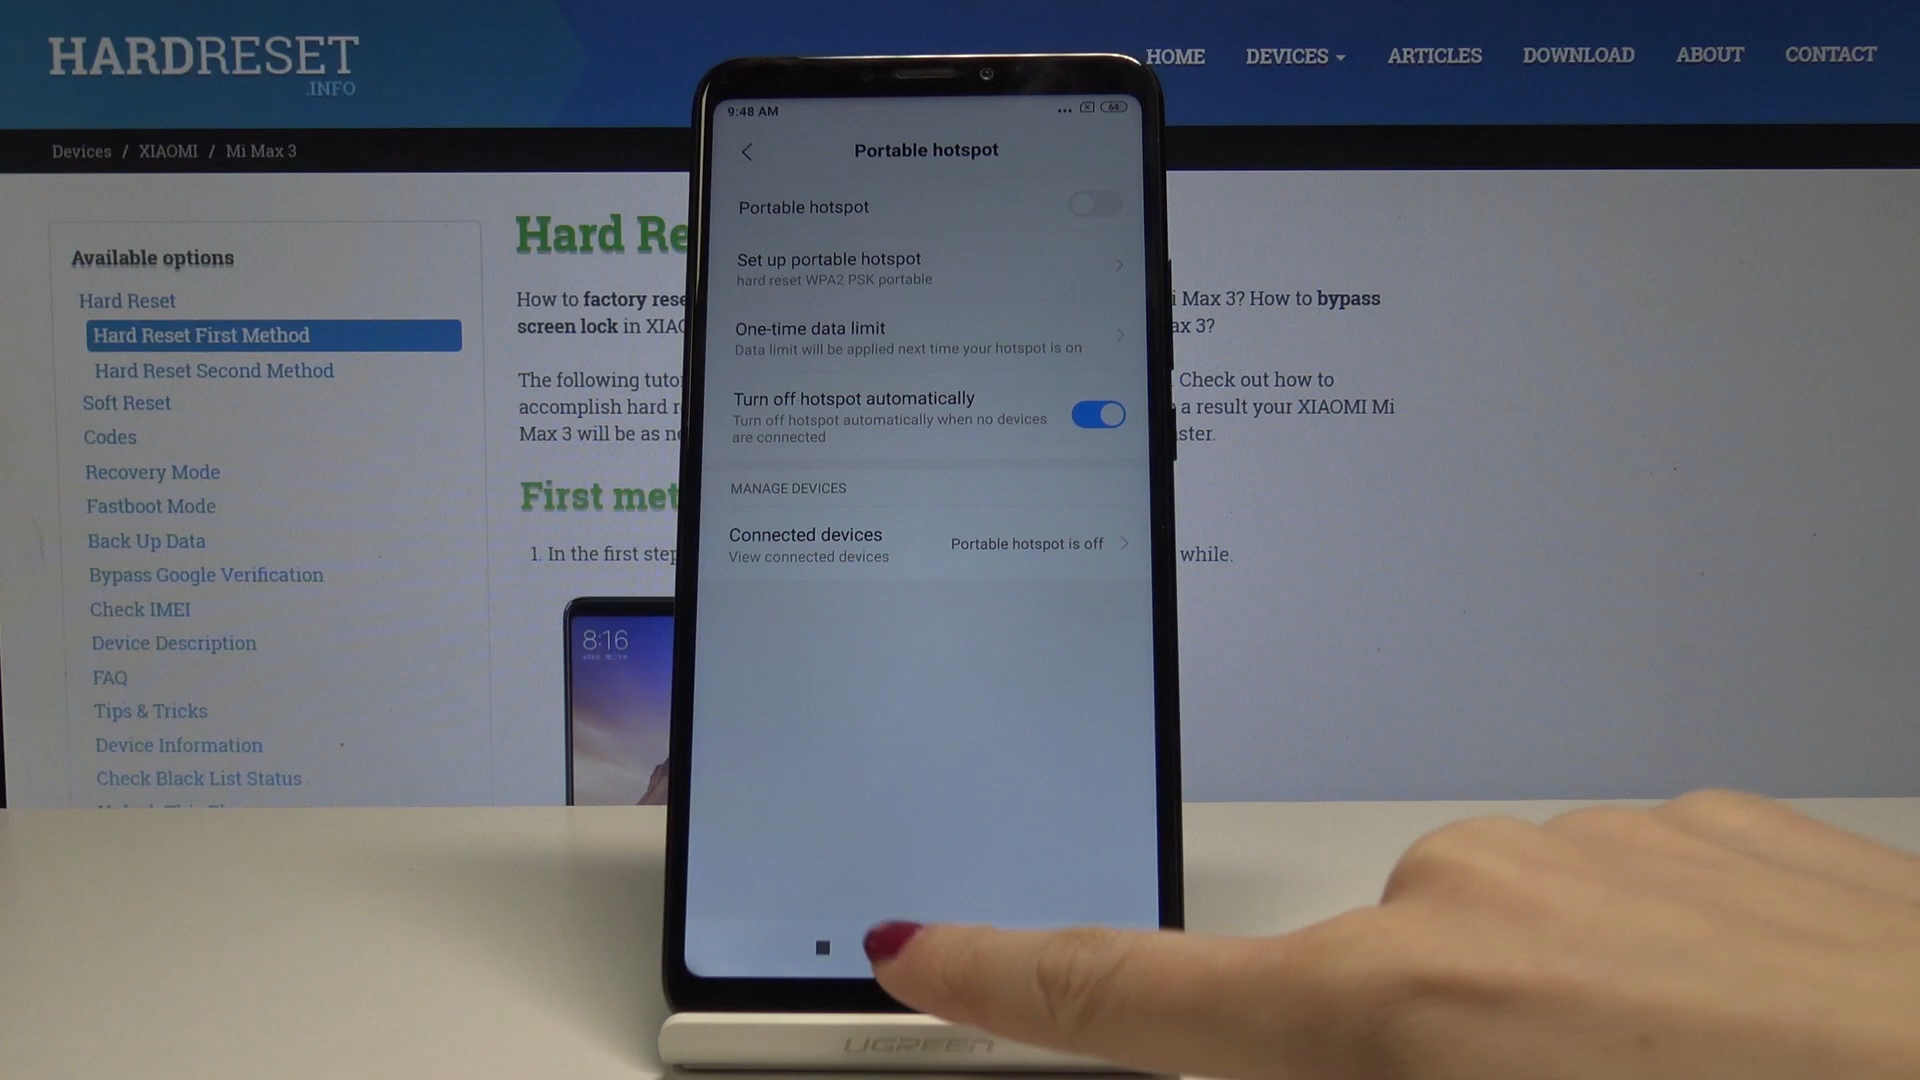 HARDRESET
.INFO
HOME DEVICES ARTICLES DOWNLOAD ABOUT CONTACT
Devices / XIAOMI / Mi Max 3
Available options
Hard Reset
Hard Reset First Method
Hard Reset Second Method
Soft Reset
Codes
Recovery Mode
Fastboot Mode
Back Up Data
Bypass Google Verification
Check IMEI
Device Description
FAQ
Tips & Tricks
Device Information
Check Black List Status
Hard Re
How to factory rese
i Max 3? How to bypass
screen lock in XIAO
ax 3?
The following tuto
Check out how to
accomplish hard r
a result your XIAOMI Mi
Max 3 will be as ne
ster.
First met
1. In the first step
while.
8:16
9:48 AM
64
Portable hotspot
Portable hotspot
Set up portable hotspot
hard reset WPA2 PSK portable
One-time data limit
Data limit will be applied next time your hotspot is on
Turn off hotspot automatically
Turn off hotspot automatically when no devices
are connected
MANAGE DEVICES
Connected devices
View connected devices
Portable hotspot is off
UGREEN